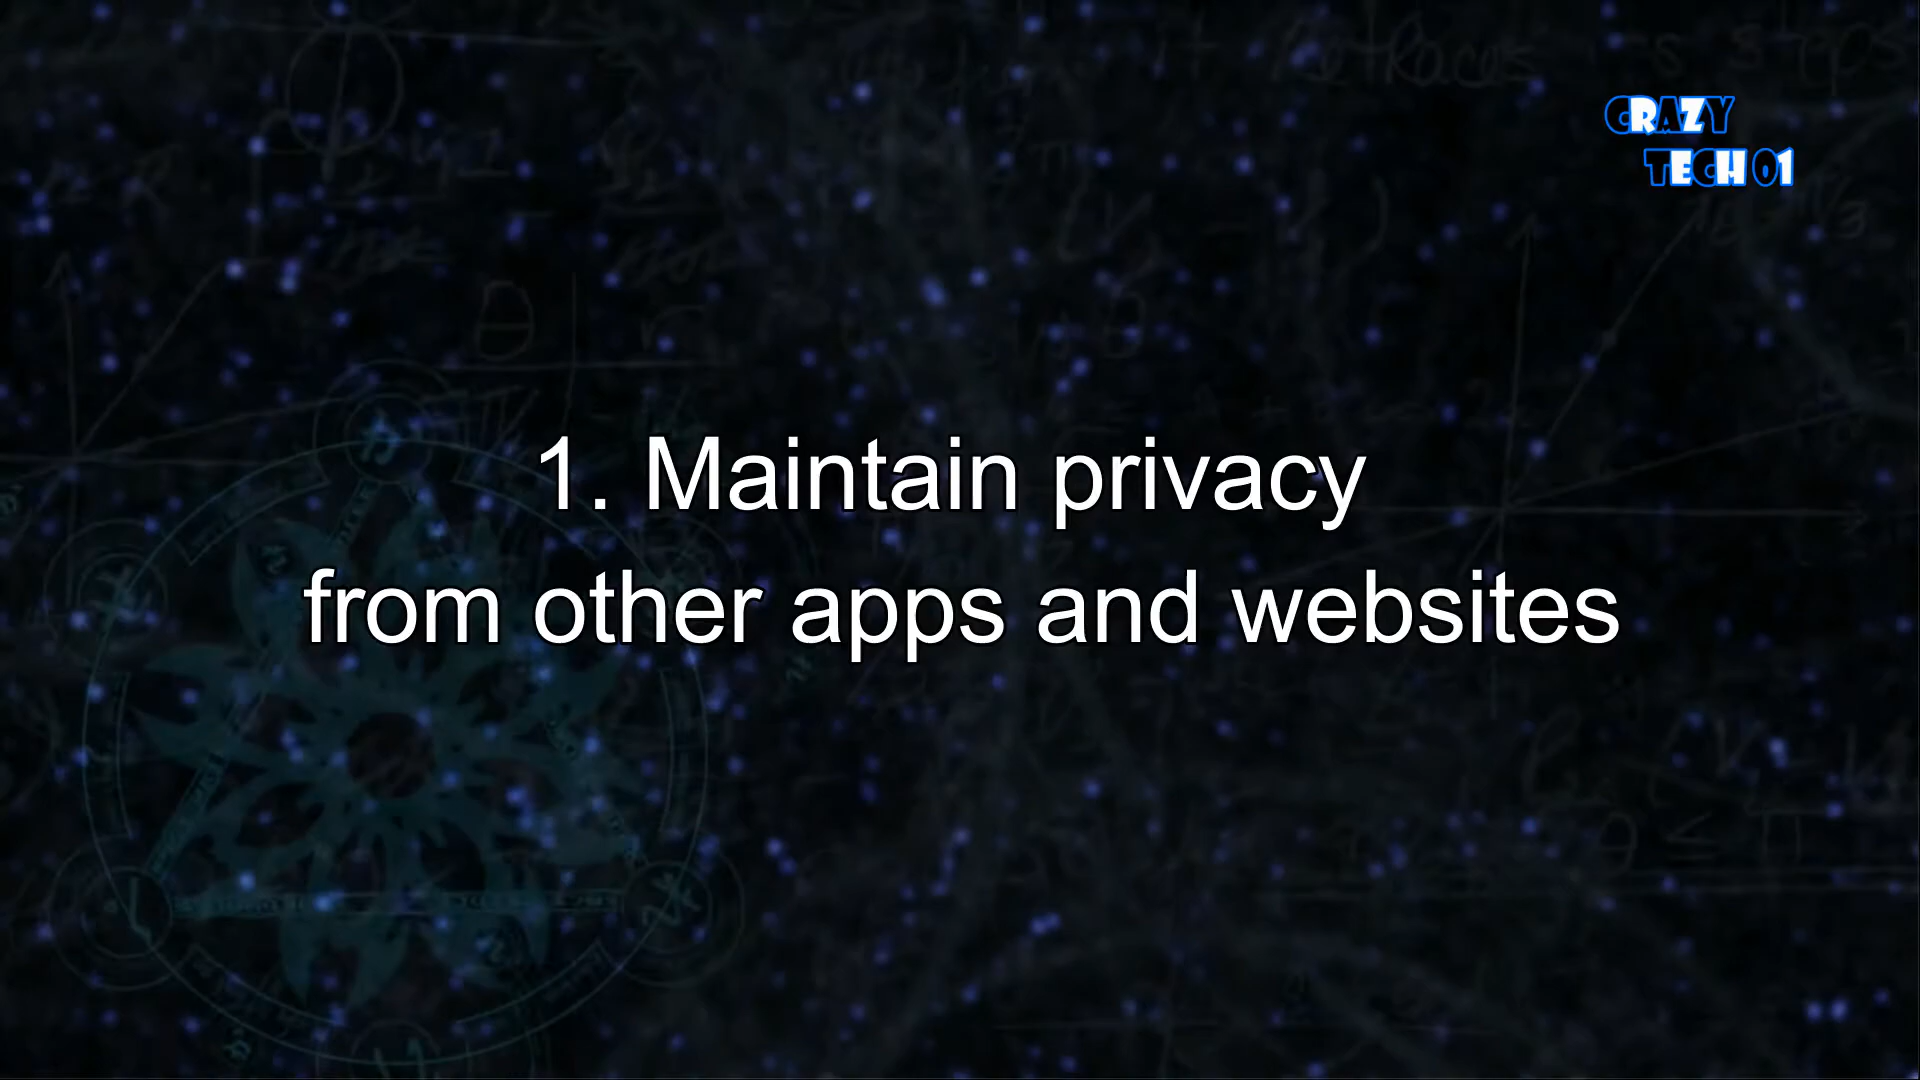 CRAZY
TECH 01
1. Maintain privacy
from other apps and websites